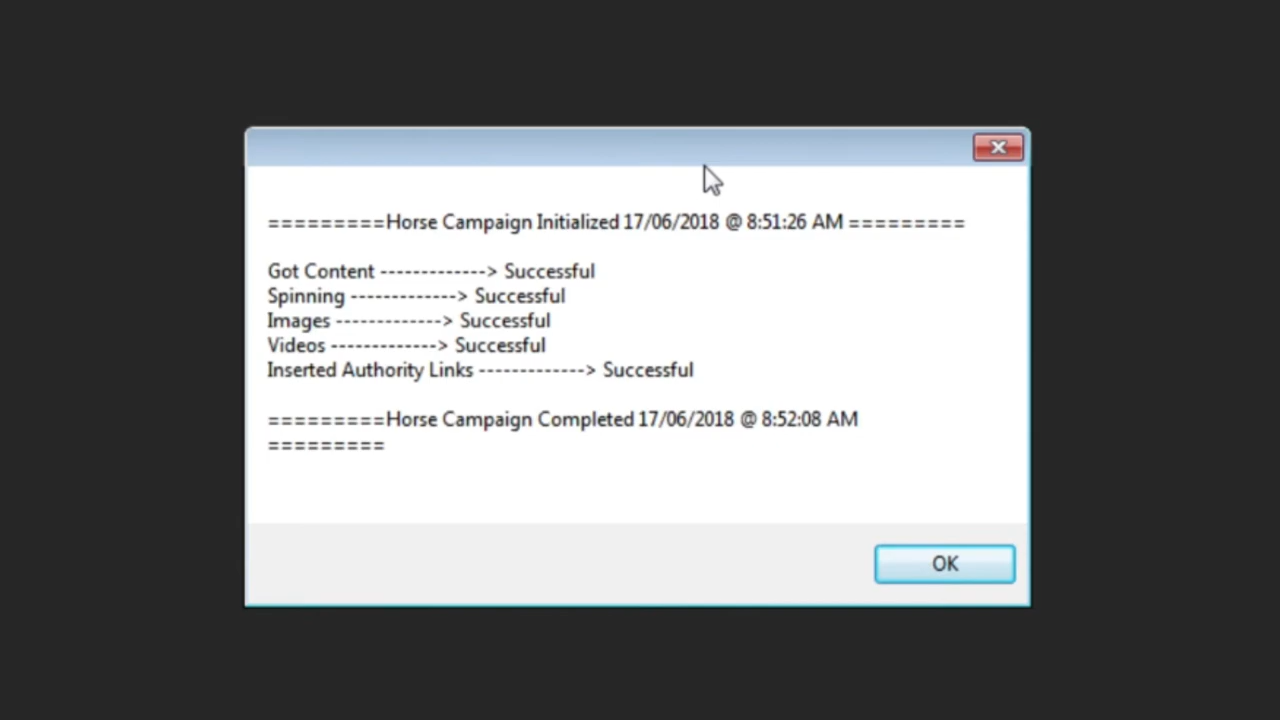 =========Horse Campaign Initialized 17/06/2018 @ 8:51:26 AM =========
Got Content -------------> Successful
Spinning -------------> Successful
Images -------------> Successful
Videos -------------> Successful
Inserted Authority Links -------------> Successful
=========Horse Campaign Completed 17/06/2018 @ 8:52:08 AM
=========
OK